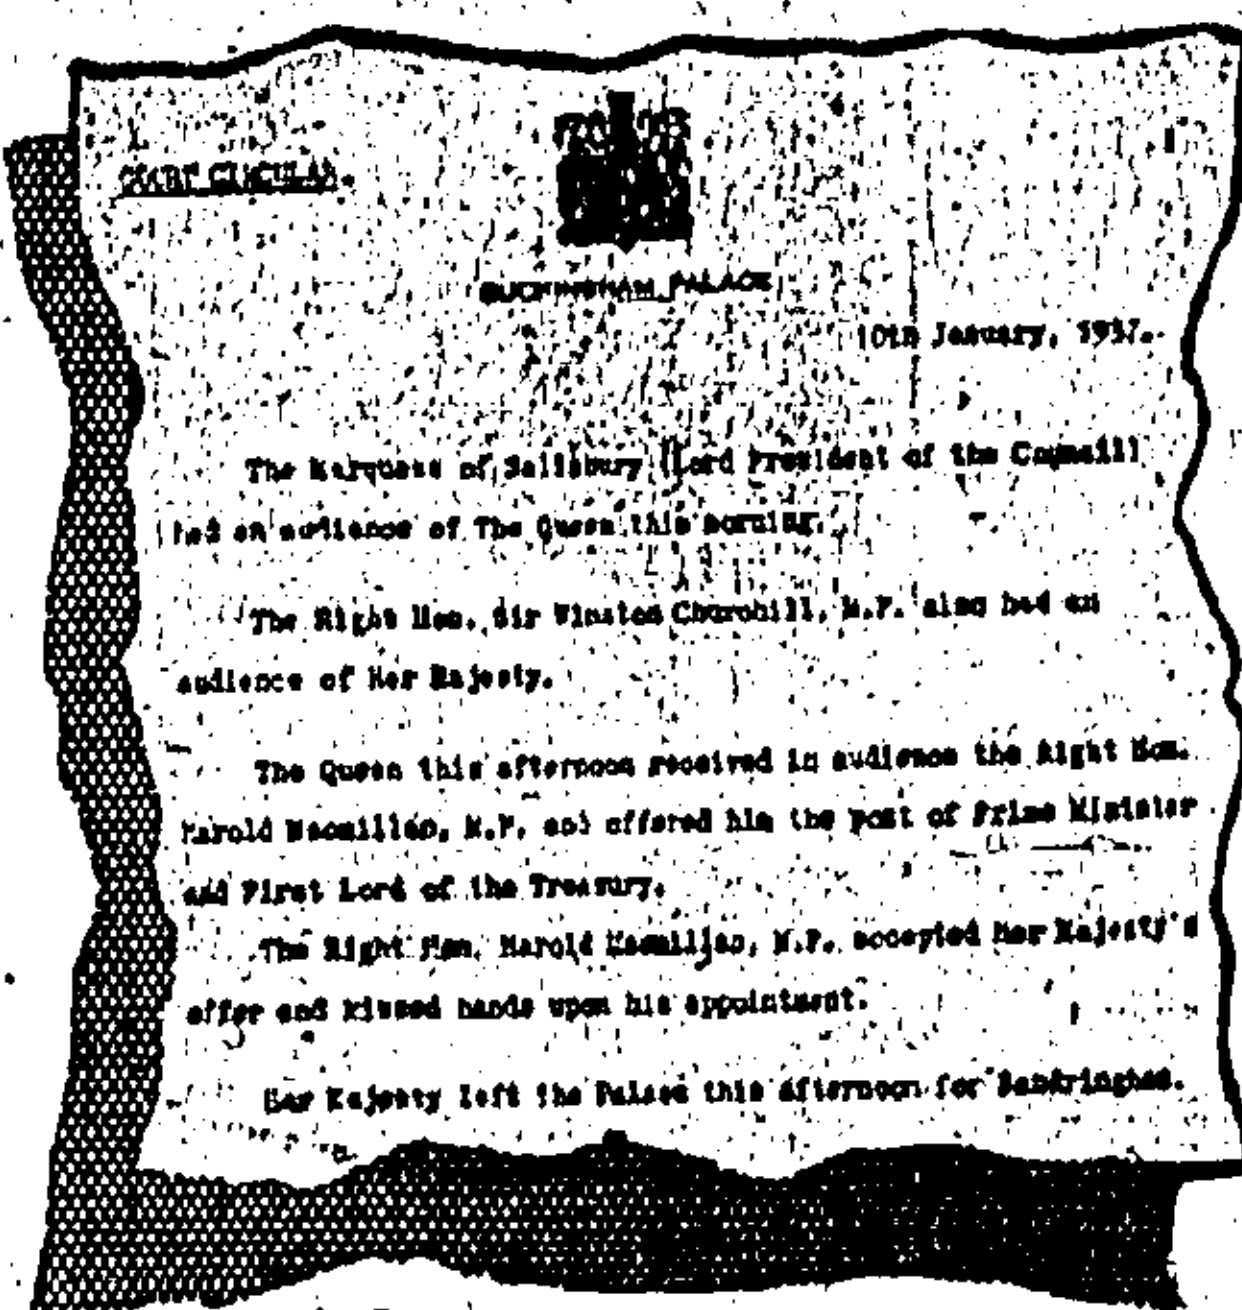 COURT CIRCULAR.
BUCKINGHAM PALACE
10th January, 1957.
The Marquess of Salisbury (Lord President of the Council)
had an audience of The Queen this morning.
The Right Hon. Sir Winston Churchill, M.P. also had an
audience of Her Majesty.
The Queen this afternoon received in audience the Right Hon.
Harold Macmillan, M.P. and offered him the post of Prime Minister
and First Lord of the Treasury.
The Right Hon. Harold Macmillan, M.P. accepted Her Majesty's
offer and kissed hands upon his appointment.
Her Majesty left the Palace this afternoon for Sandringham.